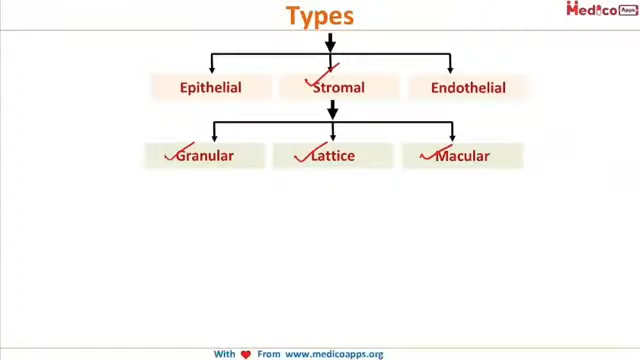 Types
Medico Apps
Epithelial Stromal Endothelial
Granular Lattice Macular
With From www.medicoapps.org